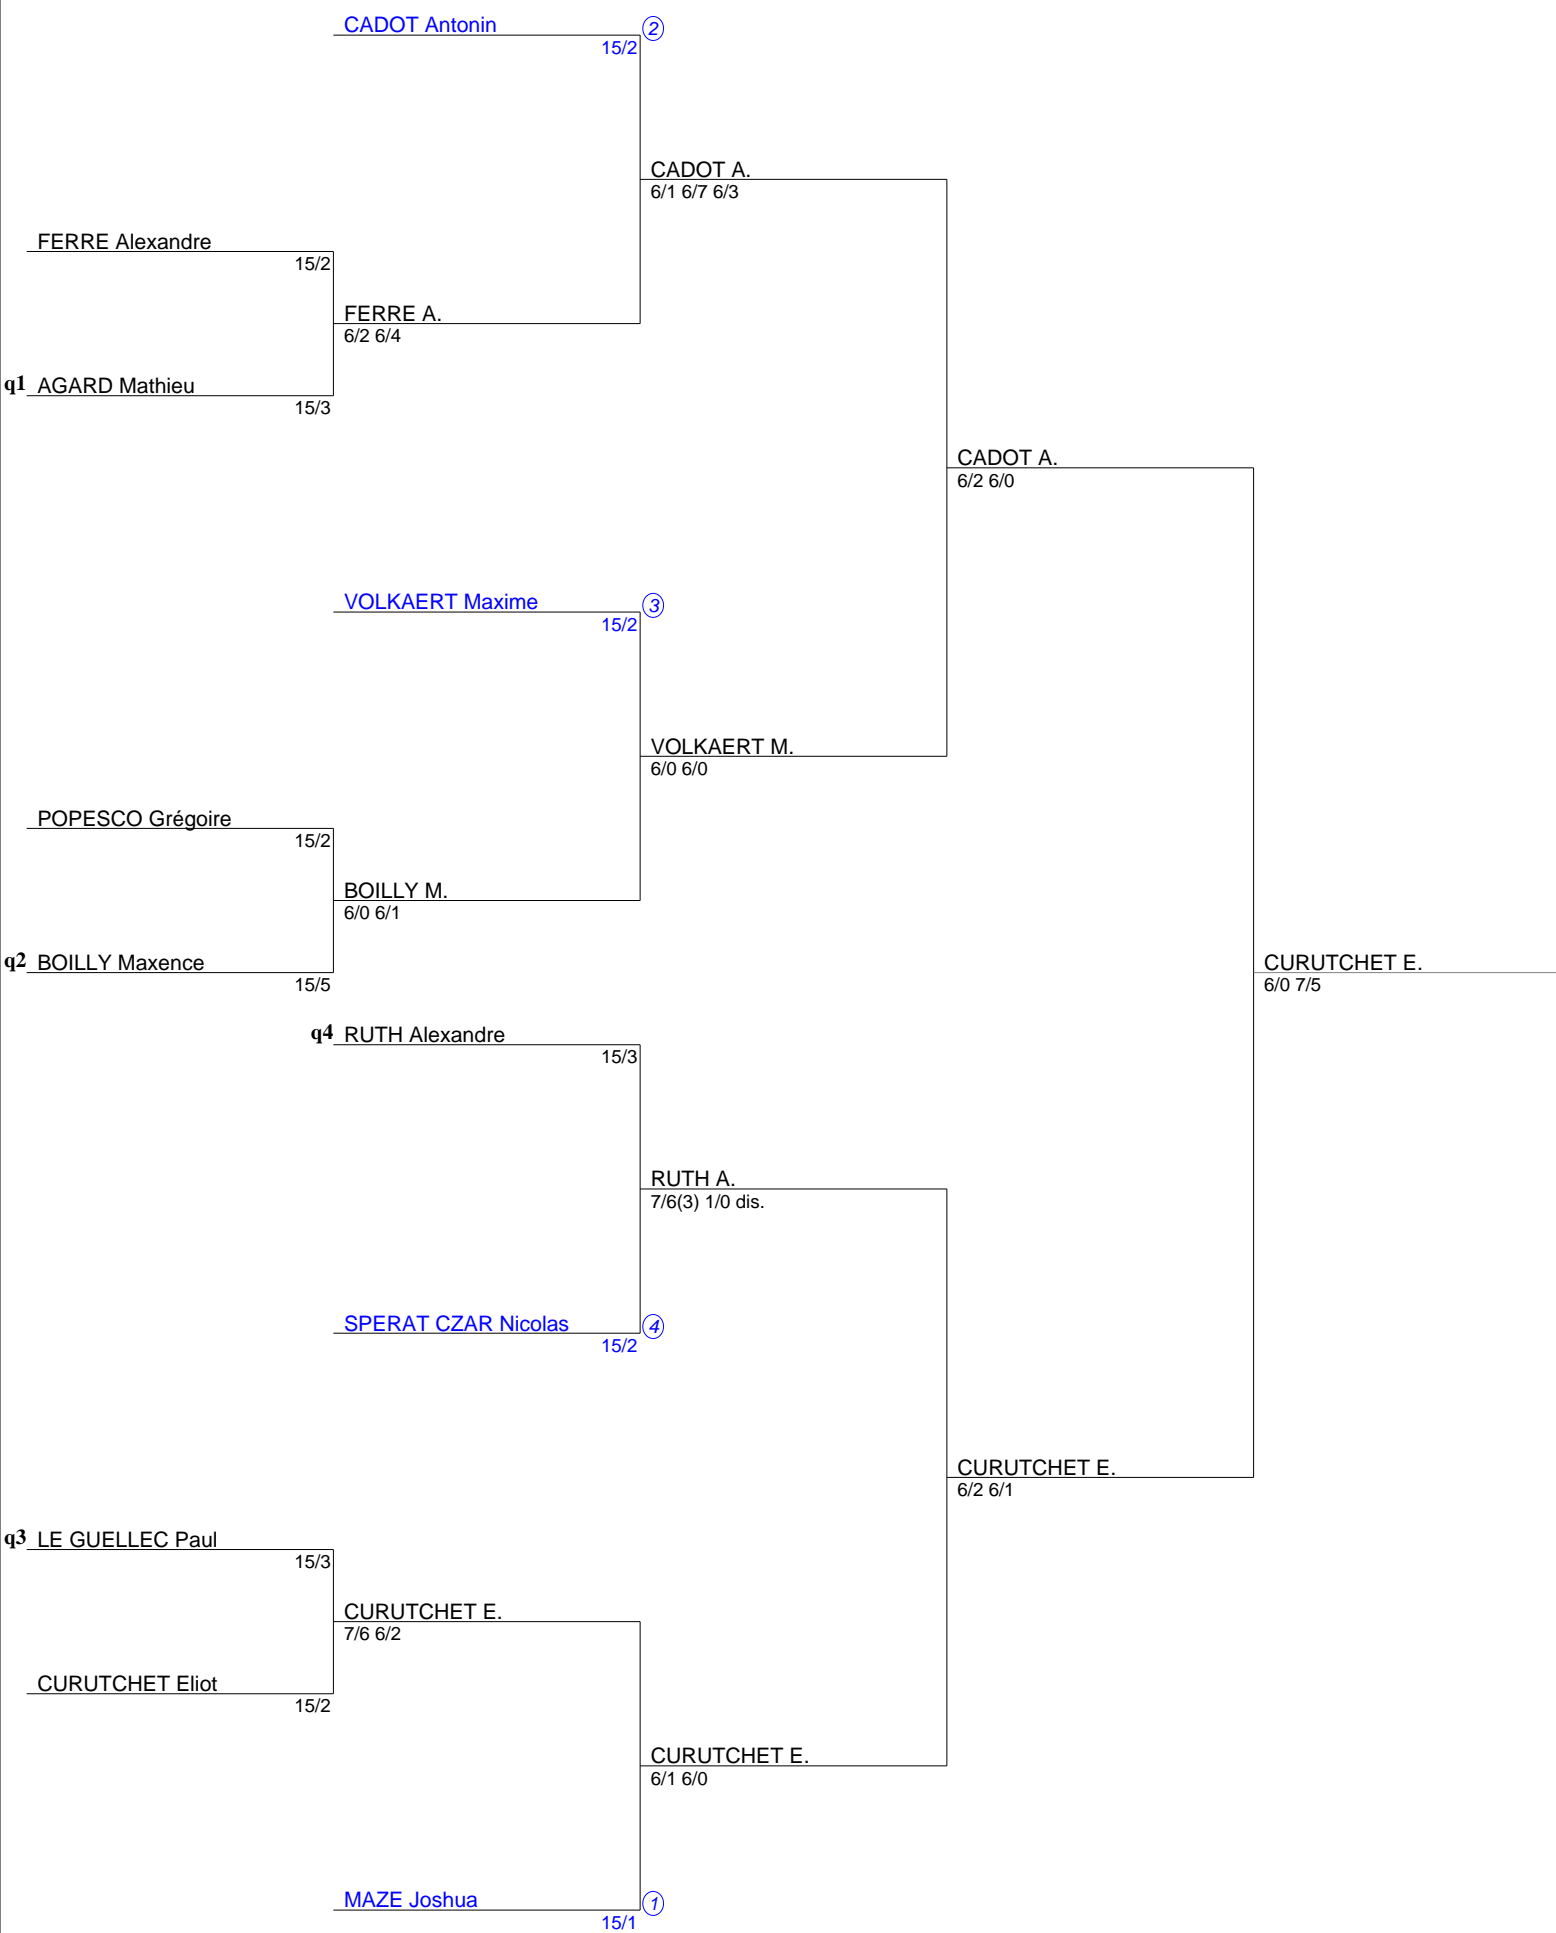 CADOT Antonin
2
15/2
CADOT A.
6/1 6/7 6/3
FERRE Alexandre
15/2
FERRE A.
6/2 6/4
q1 AGARD Mathieu
15/3
CADOT A.
6/2 6/0
VOLKAERT Maxime
3
15/2
VOLKAERT M.
6/0 6/0
POPESCO Grégoire
15/2
BOILLY M.
6/0 6/1
q2 BOILLY Maxence
15/5
CURUTCHET E.
6/0 7/5
q4 RUTH Alexandre
15/3
RUTH A.
7/6(3) 1/0 dis.
SPERAT CZAR Nicolas
4
15/2
CURUTCHET E.
6/2 6/1
q3 LE GUELLEC Paul
15/3
CURUTCHET E.
7/6 6/2
CURUTCHET Eliot
15/2
CURUTCHET E.
6/1 6/0
MAZE Joshua
1
15/1